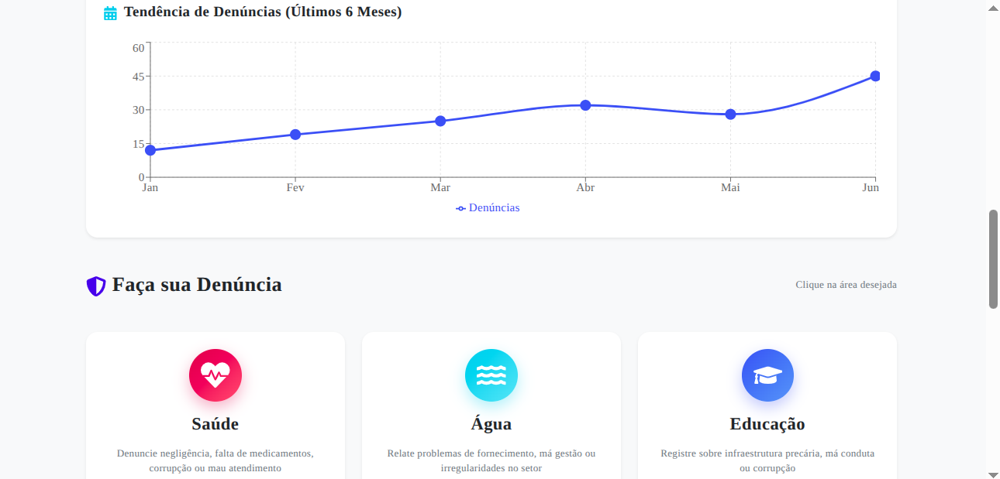 Tendência de Denúncias (Últimos 6 Meses)
60
45
30
15
0
Jan Fev Mar Abr Mai Jun
Denúncias
Faça sua Denúncia
Clique na área desejada
Saúde
Denuncie negligência, falta de medicamentos,
corrupção ou mau atendimento
Água
Relate problemas de fornecimento, má gestão ou
irregularidades no setor
Educação
Registre sobre infraestrutura precária, má conduta
ou corrupção